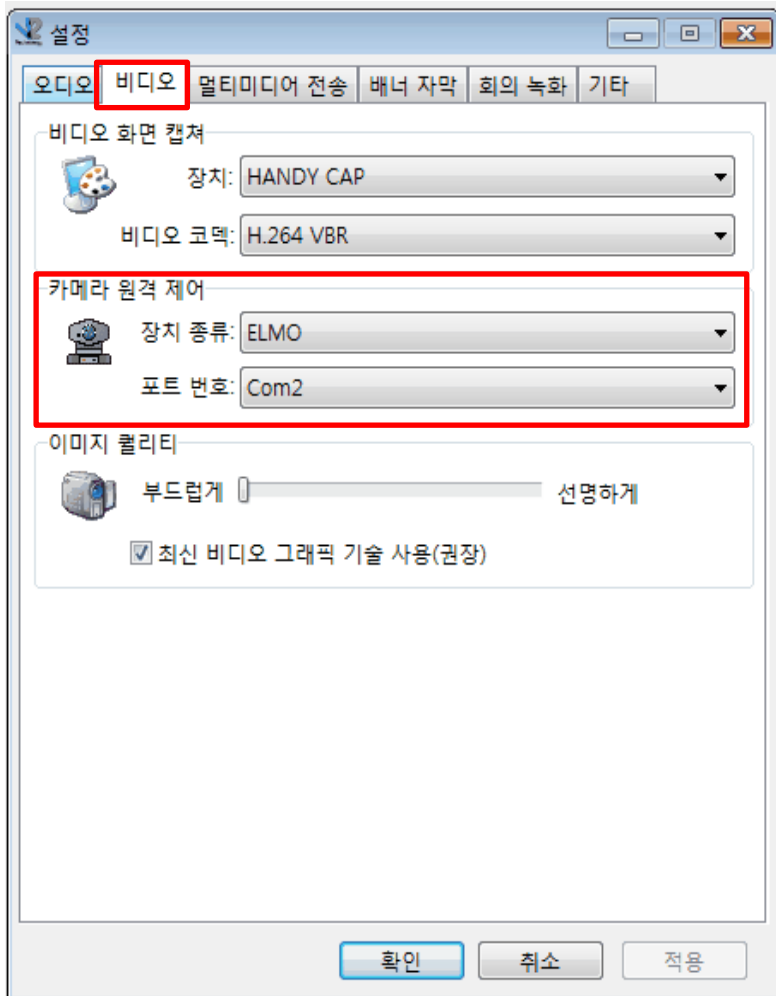 설정
오디오 비디오 멀티미디어 전송 배너 자막 회의 녹화 기타
비디오 화면 캡쳐
장치: HANDY CAP
비디오 코덱: H.264 VBR
카메라 원격 제어
장치 종류: ELMO
포트 번호: Com2
이미지 퀄리티
부드럽게 선명하게
최신 비디오 그래픽 기술 사용(권장)
확인 취소 적용